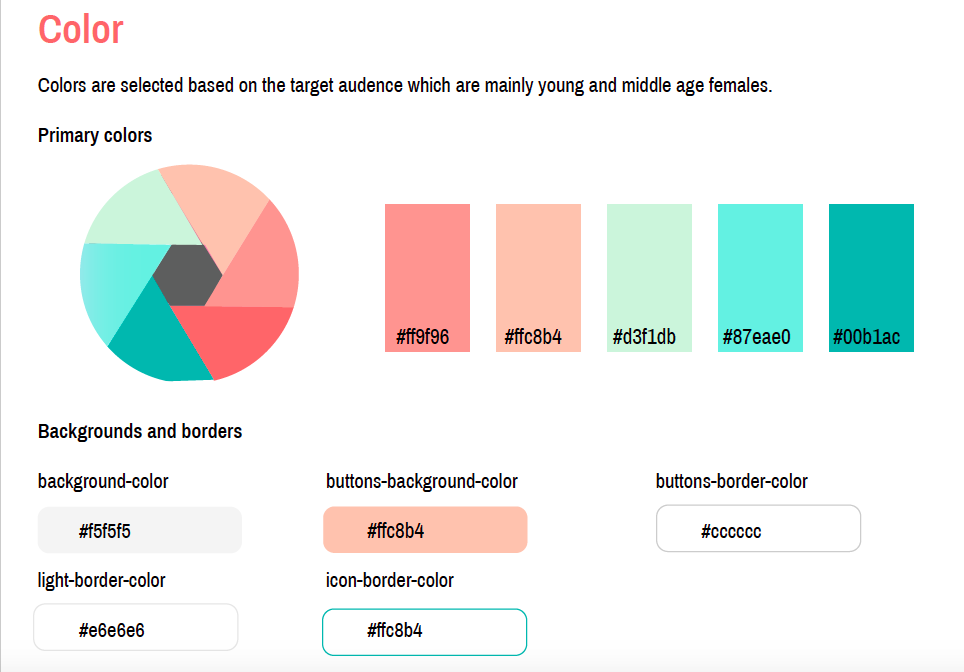 Color
Colors are selected based on the target audence which are mainly young and middle age females.
Primary colors
#ff9f96
#ffc8b4
#d3f1db
#87eae0
#00b1ac
Backgrounds and borders
background-color
buttons-background-color
buttons-border-color
#f5f5f5
#ffc8b4
#cccccc
light-border-color
icon-border-color
#e6e6e6
#ffc8b4